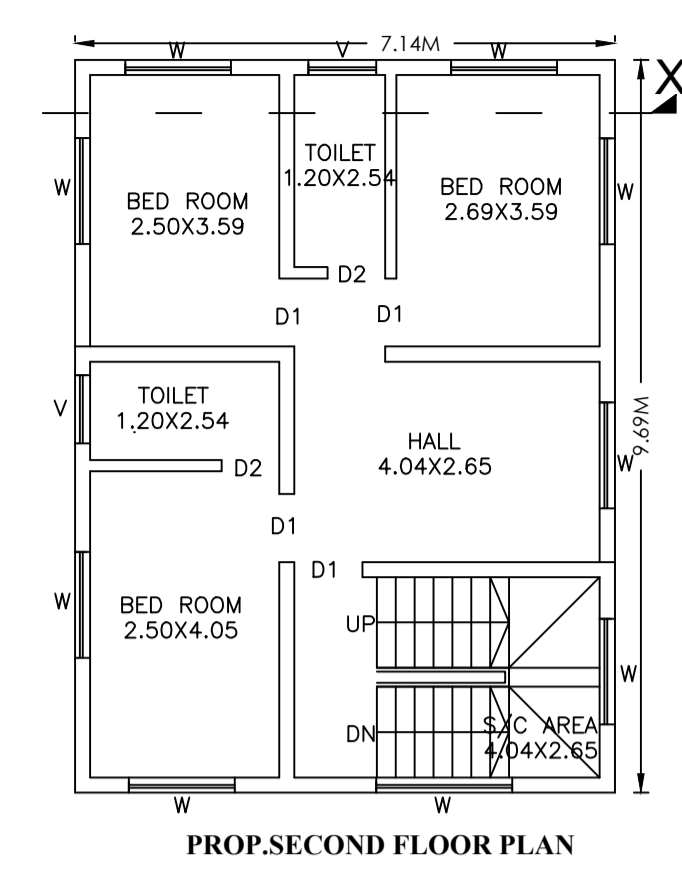 7.14M
W
V
W
X
TOILET
1.20X2.54
BED ROOM
2.50X3.59
BED ROOM
2.69X3.59
W
W
D2
D1
D1
TOILET
1.20X2.54
V
HALL
4.04X2.65
9.69M
W
D2
D1
D1
BED ROOM
2.50X4.05
W
UP
W
DN
S/C AREA
4.04X2.65
W
W
PROP.SECOND FLOOR PLAN